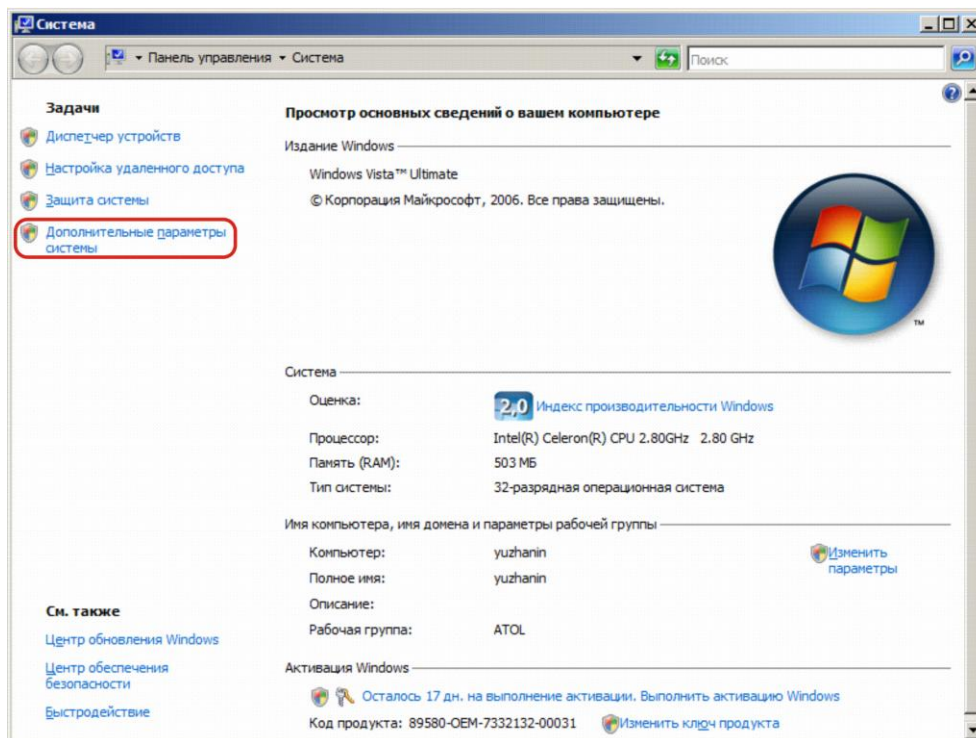 Система
Панель управления Система
Поиск
Задачи
Диспетчер устройств
Настройка удаленного доступа
Защита системы
Дополнительные параметры
системы
См. также
Центр обновления Windows
Центр обеспечения
безопасности
Быстродействие
Просмотр основных сведений о вашем компьютере
Издание Windows
Windows Vista™ Ultimate
© Корпорация Майкрософт, 2006. Все права защищены.
TM
Система
Оценка: 2,0 Индекс производительности Windows
Процессор: Intel(R) Celeron(R) CPU 2.80GHz 2.80 GHz
Память (RAM): 503 МБ
Тип системы: 32-разрядная операционная система
Имя компьютера, имя домена и параметры рабочей группы
Компьютер: yuzhanin
Изменить
параметры
Полное имя: yuzhanin
Описание:
Рабочая группа: ATOL
Активация Windows
Осталось 17 дн. на выполнение активации. Выполнить активацию Windows
Код продукта: 89580-OEM-7332132-00031 Изменить ключ продукта